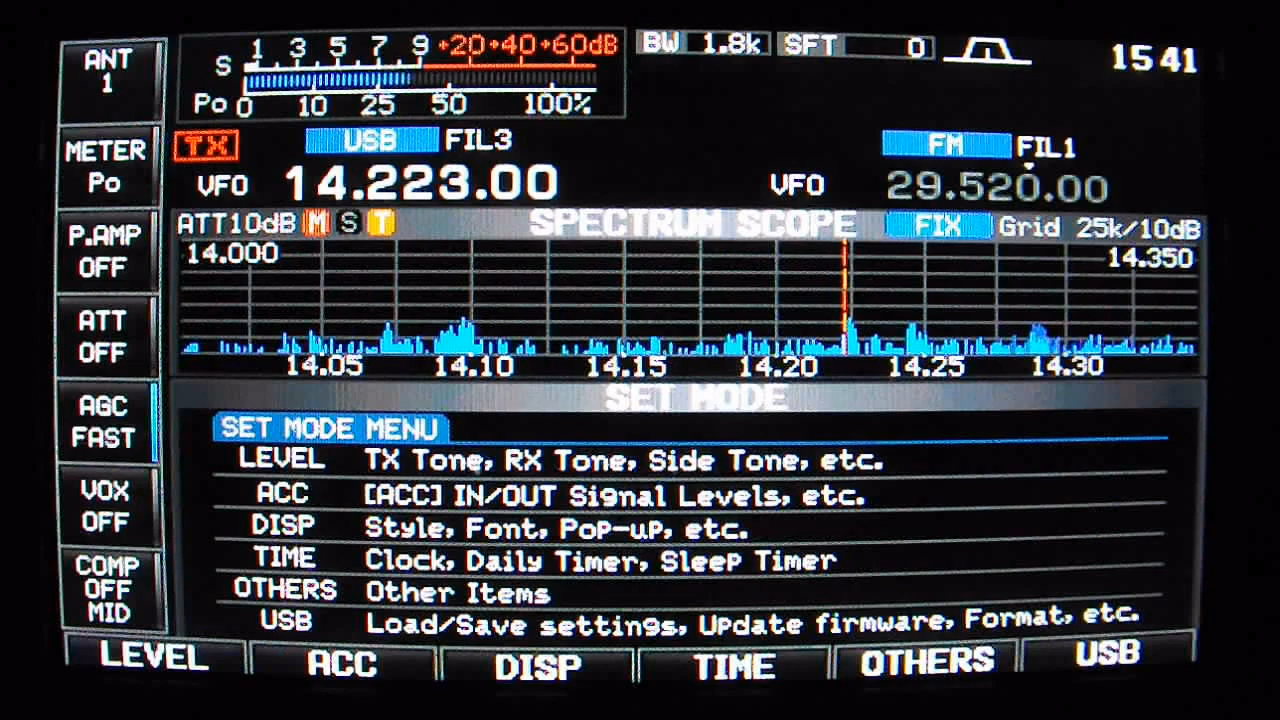 ANT
1
METER
Po
P.AMP
OFF
ATT
OFF
AGC
FAST
VOX
OFF
COMP
OFF
MID
S 1 3 5 7 9 +20 +40 +60dB
Po 0 10 25 50 100%
BW 1.8k SFT 0
15 41
TX USB FIL3
VFO 14.223.00
FM FIL1
VFO 29.520.00
ATT10dB M S T SPECTRUM SCOPE FIX Grid 25k/10dB
14.000 14.350
14.05 14.10 14.15 14.20 14.25 14.30
SET MODE
SET MODE MENU
LEVEL TX Tone, RX Tone, Side Tone, etc.
ACC [ACC] IN/OUT Signal Levels, etc.
DISP Style, Font, Pop-up, etc.
TIME Clock, Daily Timer, Sleep Timer
OTHERS Other Items
USB Load/Save settings, Update firmware, Format, etc.
LEVEL ACC DISP TIME OTHERS USB